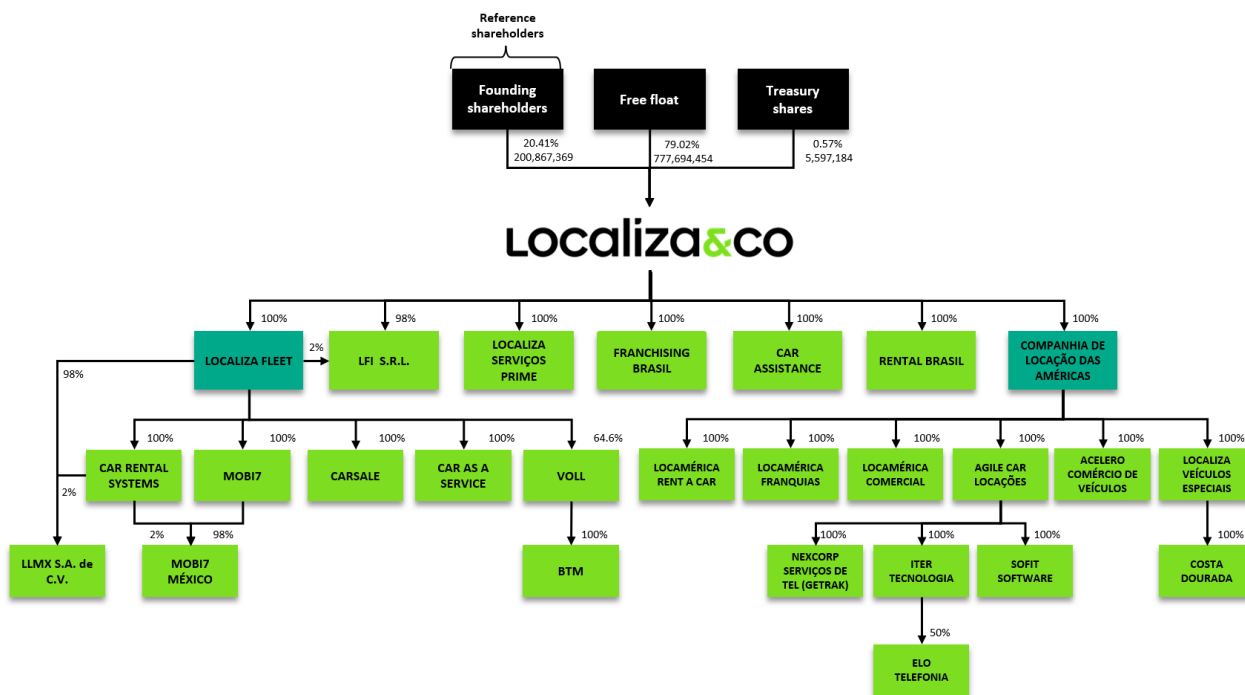 Reference
shareholders
Founding
shareholders
Free float
Treasury
shares
20.41%
200,867,369
79.02%
777,694,454
0.57%
5,597,184
Localiza&co
100%
98%
100%
100%
100%
100%
100%
LOCALIZA FLEET
2%
LFI S.R.L.
LOCALIZA
SERVIÇOS
PRIME
FRANCHISING
BRASIL
CAR
ASSISTANCE
RENTAL BRASIL
COMPANHIA DE
LOCAÇÃO DAS
AMÉRICAS
98%
100%
100%
100%
100%
64.6%
100%
100%
100%
100%
100%
100%
CAR RENTAL
SYSTEMS
MOBI7
CARSALE
CAR AS A
SERVICE
VOLL
LOCAMÉRICA
RENT A CAR
LOCAMÉRICA
FRANQUIAS
LOCAMÉRICA
COMERCIAL
AGILE CAR
LOCAÇÕES
ACELERO
COMÉRCIO DE
VEÍCULOS
LOCALIZA
VEÍCULOS
ESPECIAIS
2%
2%
98%
100%
100%
100%
100%
100%
LLMX S.A. de
C.V.
MOBI7
MÉXICO
BTM
NEXCORP
SERVIÇOS DE
TEL (GETRAK)
ITER
TECNOLOGIA
SOFIT
SOFTWARE
COSTA
DOURADA
50%
ELO
TELEFONIA